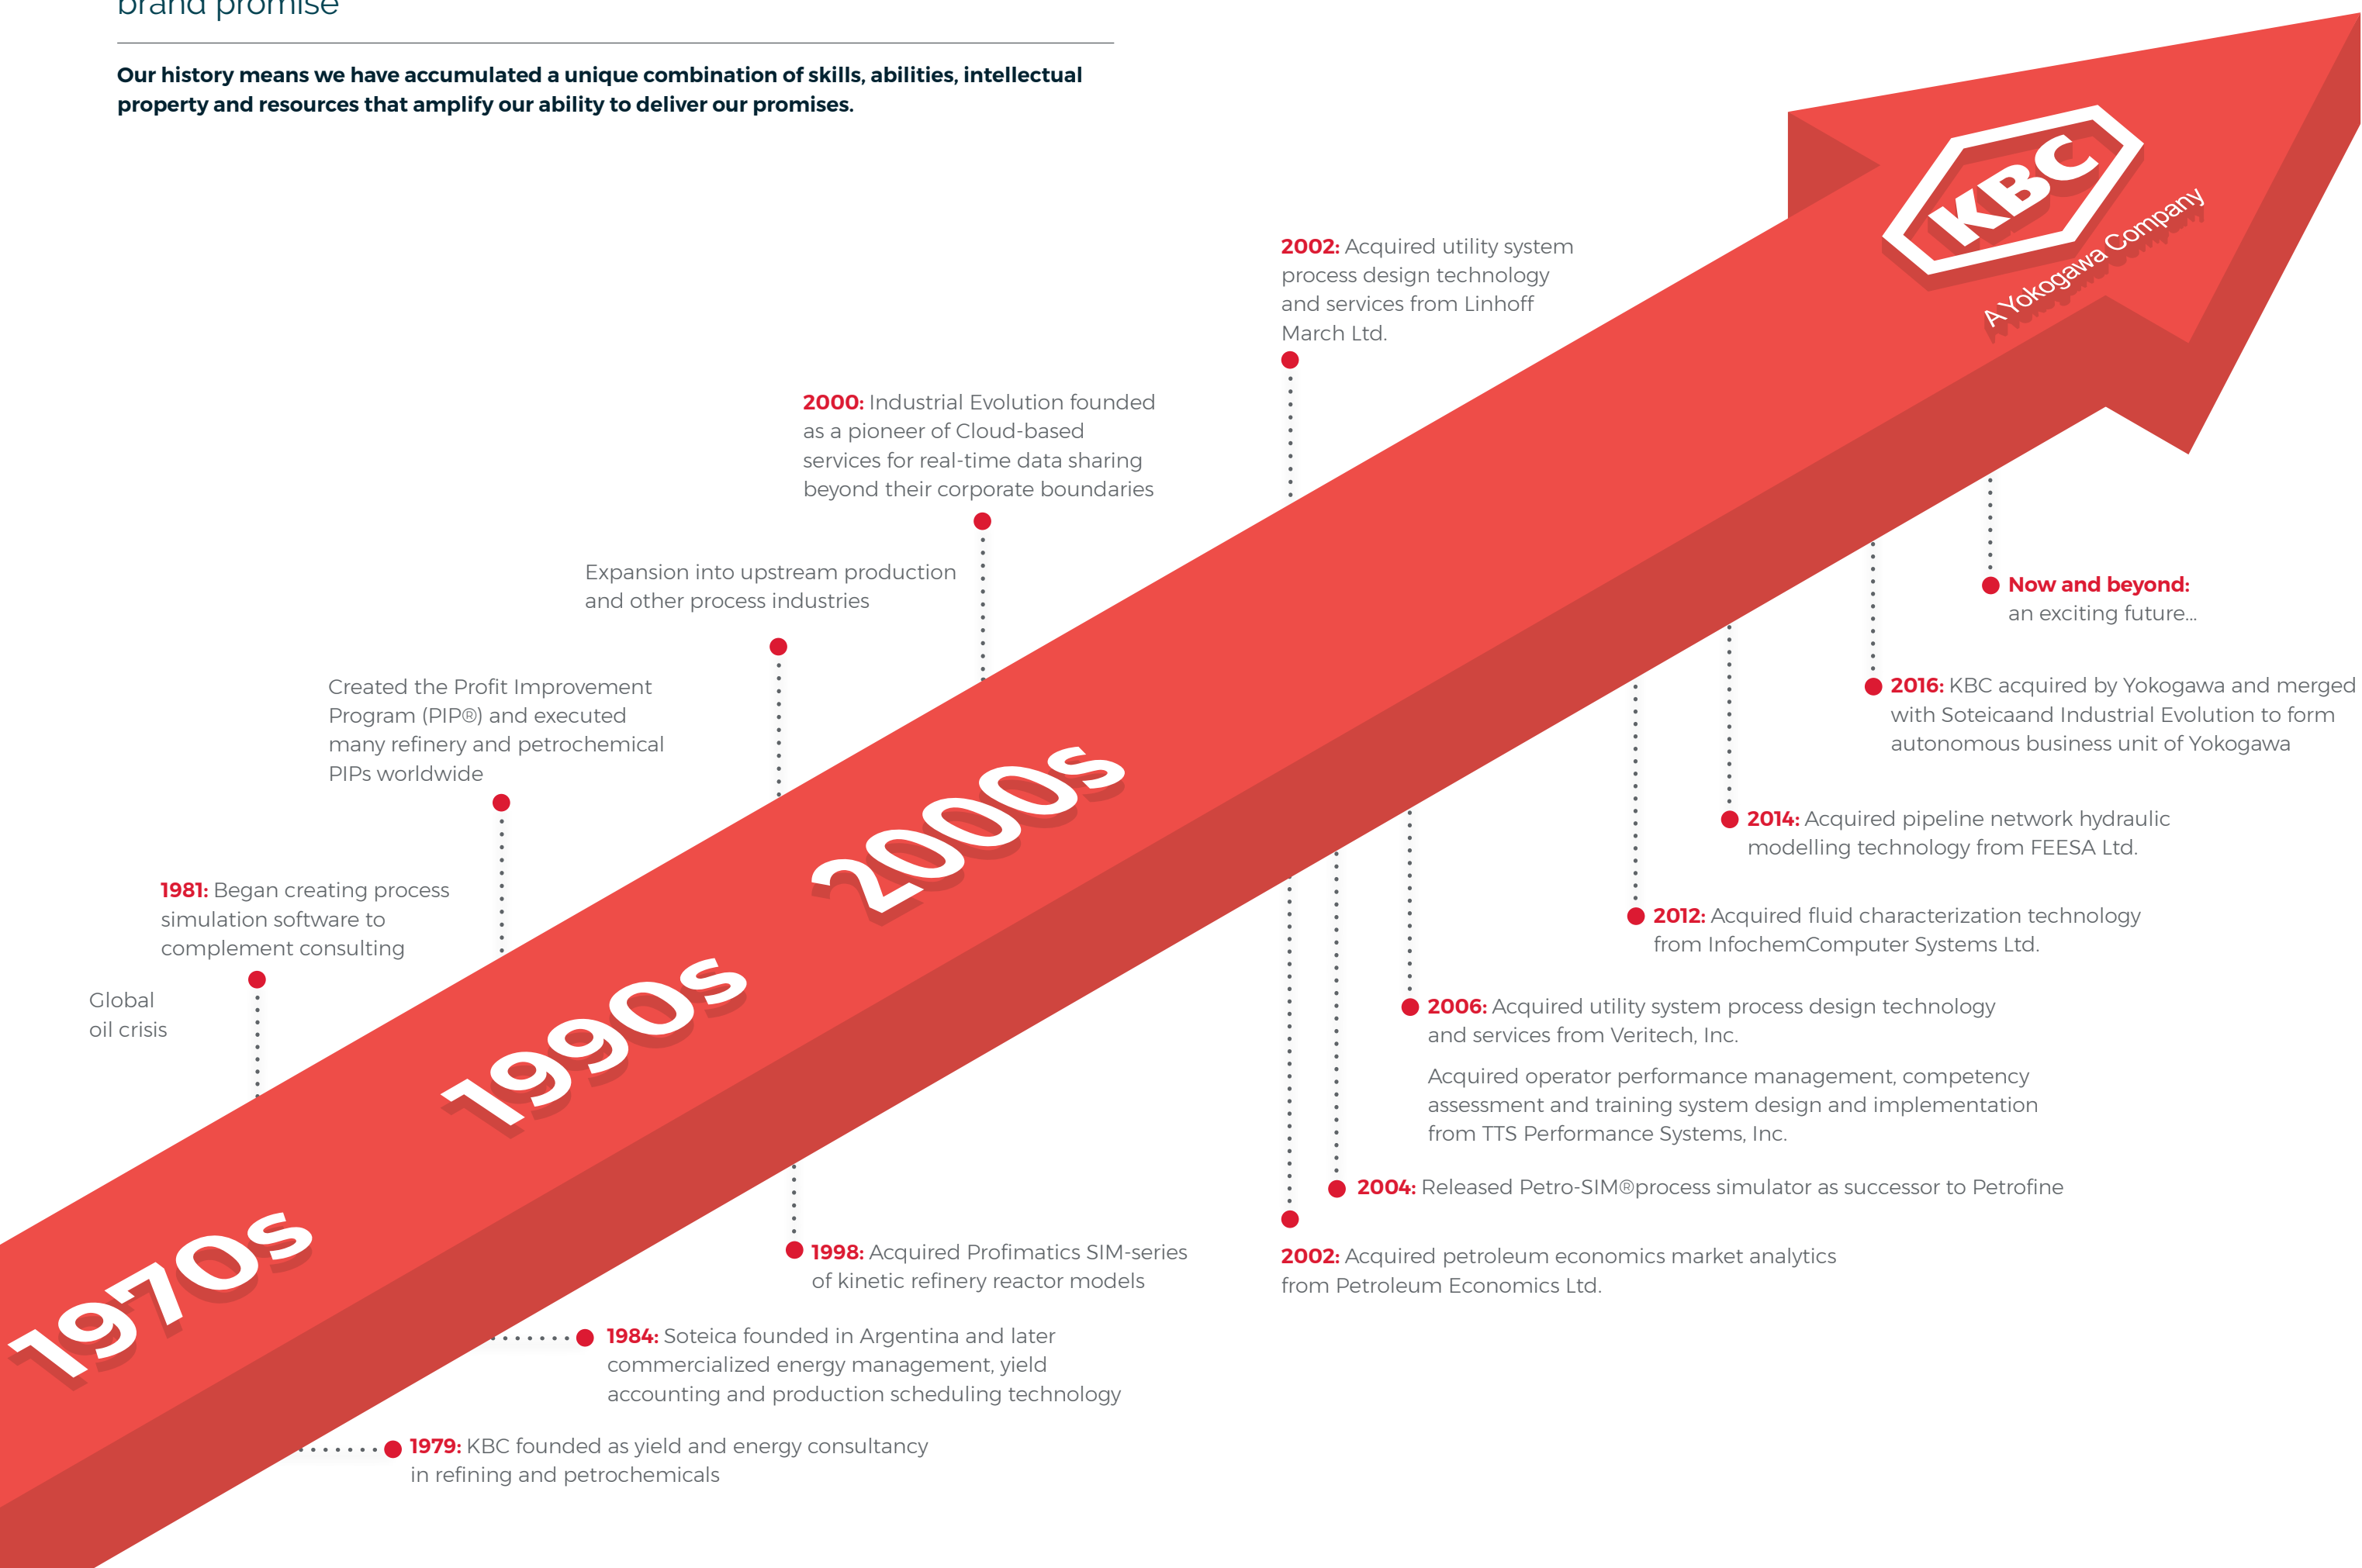 brand promise
Our history means we have accumulated a unique combination of skills, abilities, intellectual
property and resources that amplify our ability to deliver our promises.
KBC
A Yokogawa Company
2002: Acquired utility system
process design technology
and services from Linhoff
March Ltd.
2000: Industrial Evolution founded
as a pioneer of Cloud-based
services for real-time data sharing
beyond their corporate boundaries
Expansion into upstream production
and other process industries
Created the Profit Improvement
Program (PIP®) and executed
many refinery and petrochemical
PIPs worldwide
1981: Began creating process
simulation software to
complement consulting
Global
oil crisis
1970s
1990s
2000s
Now and beyond:
an exciting future...
2016: KBC acquired by Yokogawa and merged
with Soteicaand Industrial Evolution to form
autonomous business unit of Yokogawa
2014: Acquired pipeline network hydraulic
modelling technology from FEESA Ltd.
2012: Acquired fluid characterization technology
from InfochemComputer Systems Ltd.
2006: Acquired utility system process design technology
and services from Veritech, Inc.
Acquired operator performance management, competency
assessment and training system design and implementation
from TTS Performance Systems, Inc.
2004: Released Petro-SIM®process simulator as successor to Petrofine
2002: Acquired petroleum economics market analytics
from Petroleum Economics Ltd.
1998: Acquired Profimatics SIM-series
of kinetic refinery reactor models
1984: Soteica founded in Argentina and later
commercialized energy management, yield
accounting and production scheduling technology
1979: KBC founded as yield and energy consultancy
in refining and petrochemicals